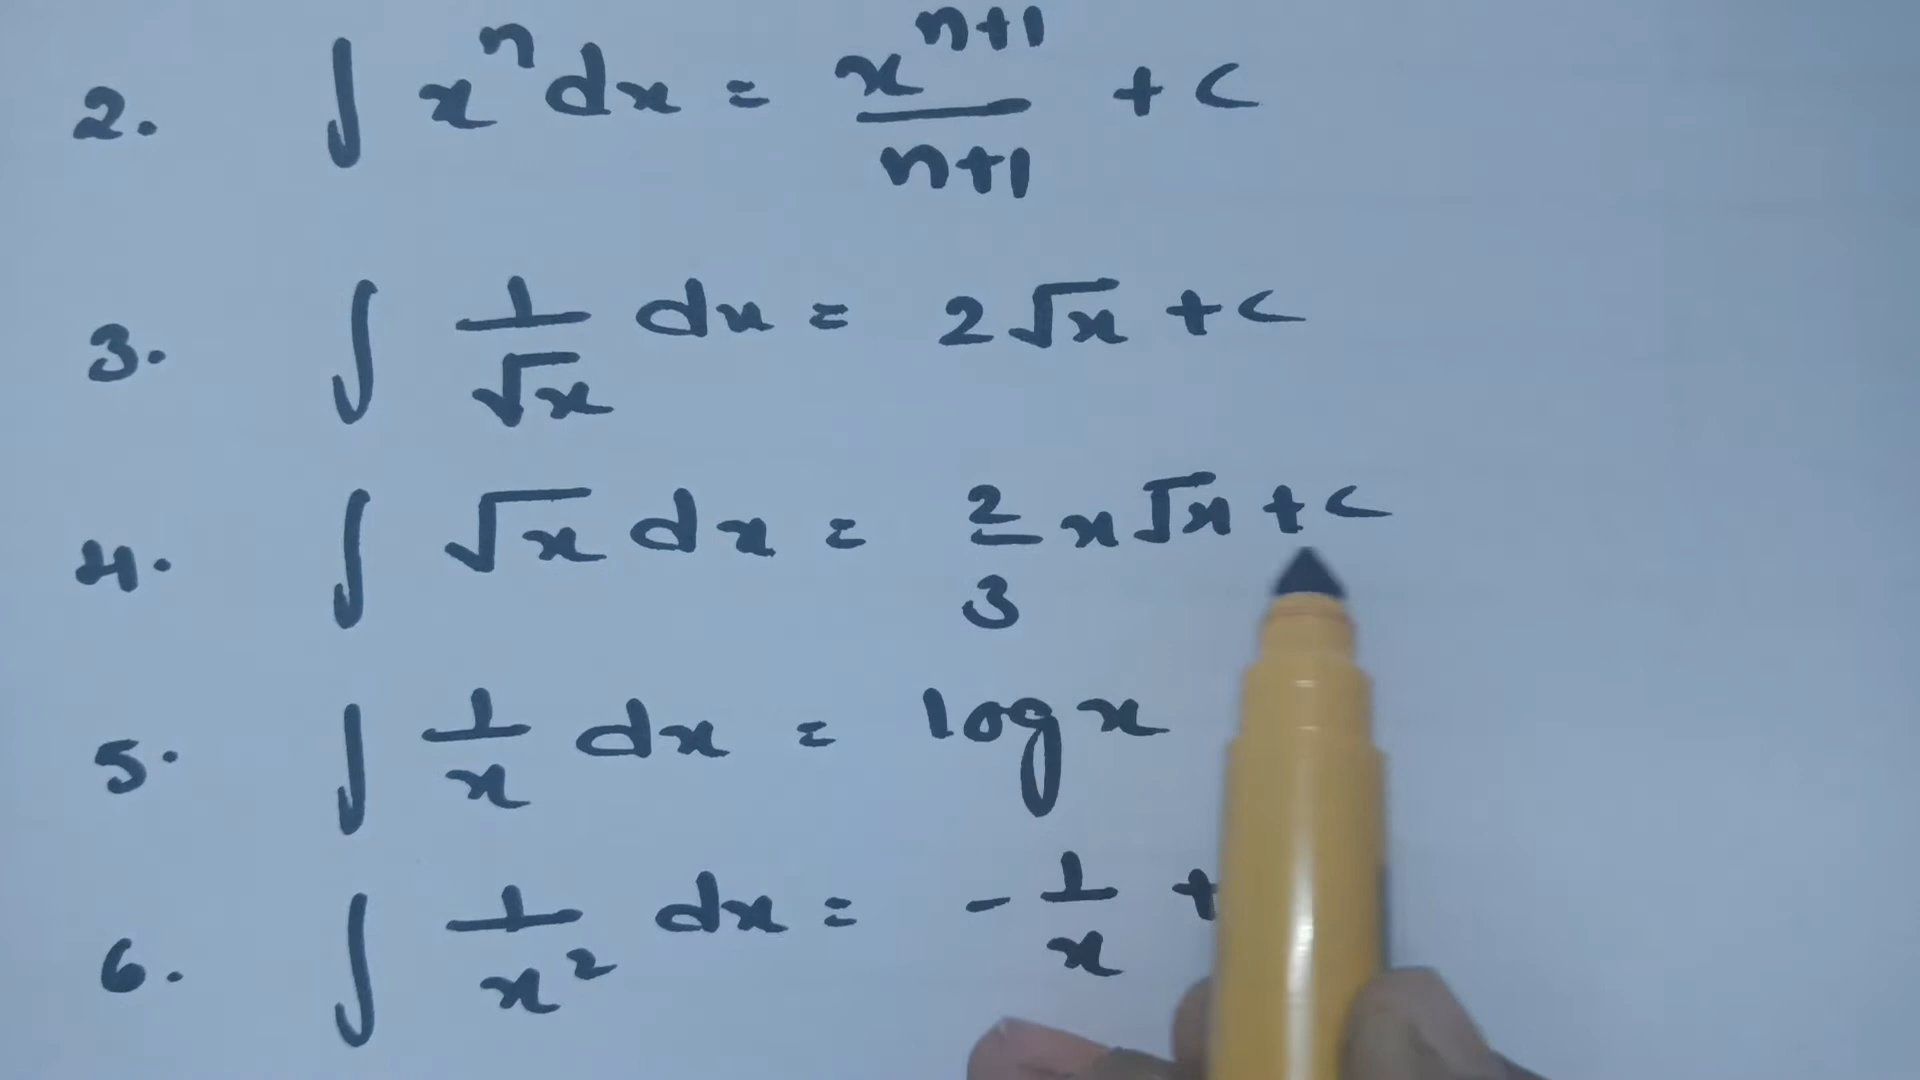 2. ∫ xⁿ dx = xⁿ⁺¹/n+1 + c
3. ∫ 1/√x dx = 2√x + c
4. ∫ √x dx = 2/3 x√x + c
5. ∫ 1/x dx = log x
6. ∫ 1/x² dx = -1/x +